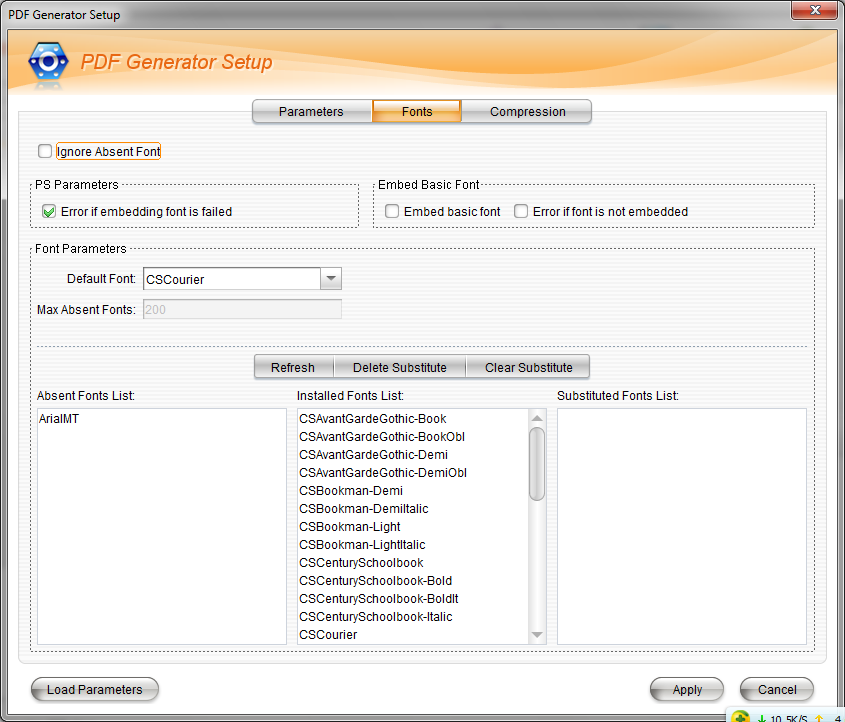 PDF Generator Setup
PDF Generator Setup
Parameters Fonts Compression
Ignore Absent Font
PS Parameters
Error if embedding font is failed
Embed Basic Font
Embed basic font Error if font is not embedded
Font Parameters
Default Font: CSCourier
Max Absent Fonts: 200
Refresh Delete Substitute Clear Substitute
Absent Fonts List:
ArialMT
Installed Fonts List:
CSAvantGardeGothic-Book
CSAvantGardeGothic-BookObl
CSAvantGardeGothic-Demi
CSAvantGardeGothic-DemiObl
CSBookman-Demi
CSBookman-DemiItalic
CSBookman-Light
CSBookman-LightItalic
CSCenturySchoolbook
CSCenturySchoolbook-Bold
CSCenturySchoolbook-BoldIt
CSCenturySchoolbook-Italic
CSCourier
Substituted Fonts List:
Load Parameters Apply Cancel
10.5K/S 4